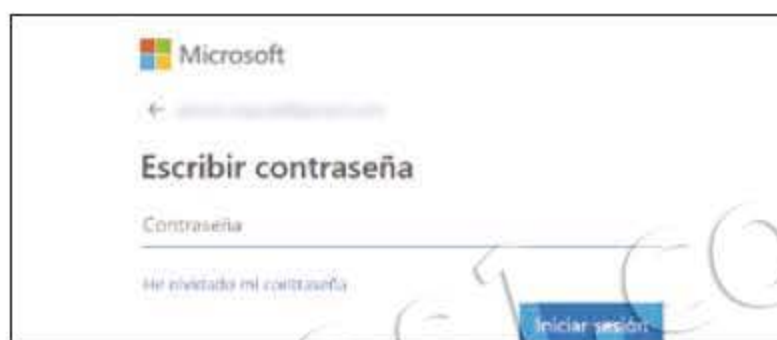 Microsoft
←
Escribir contraseña
Contraseña
He olvidado mi contraseña
Iniciar sesión